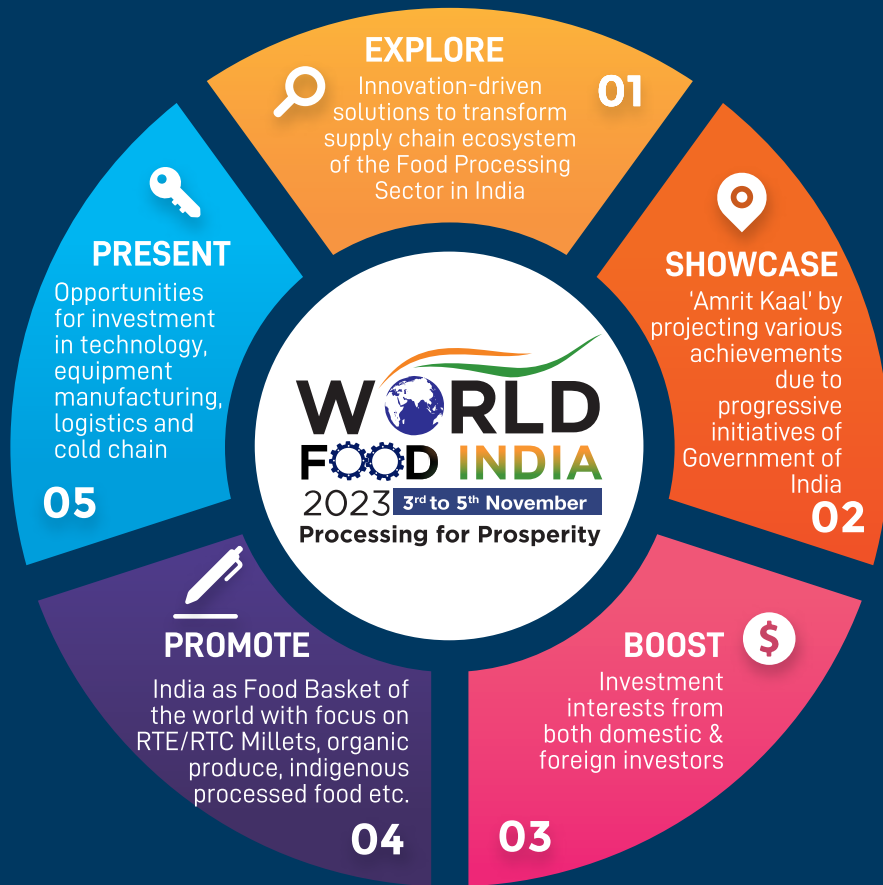 EXPLORE
01
Innovation-driven
solutions to transform
supply chain ecosystem
of the Food Processing
Sector in India
SHOWCASE
'Amrit Kaal' by
projecting various
achievements
due to
progressive
initiatives of
Government of
India
02
BOOST
$
Investment
interests from
both domestic &
foreign investors
03
PROMOTE
India as Food Basket of
the world with focus on
RTE/RTC Millets, organic
produce, indigenous
processed food etc.
04
PRESENT
Opportunities
for investment
in technology,
equipment
manufacturing,
logistics and
cold chain
05
WORLD
FOOD INDIA
2023 3rd to 5th November
Processing for Prosperity